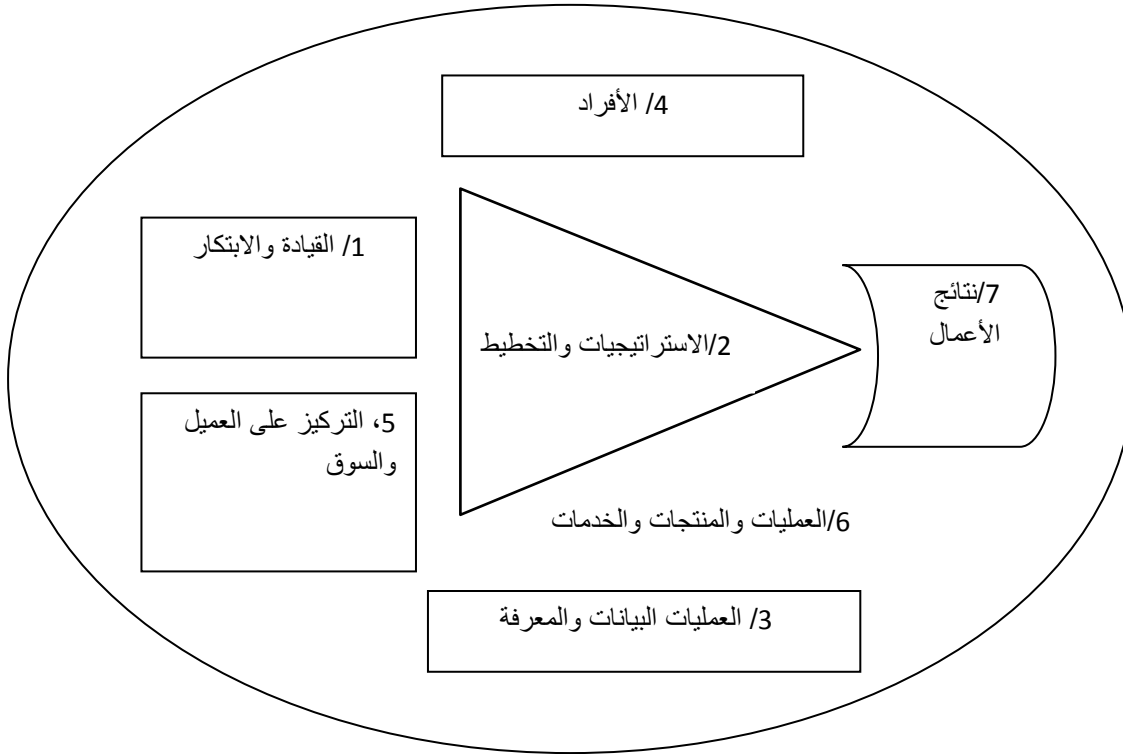 4/ الأفراد
1/ القيادة والابتكار
7/نتائج
الأعمال
2/الاستراتيجيات والتخطيط
5، التركيز على العميل
والسوق
6/العمليات والمنتجات والخدمات
3/ العمليات البيانات والمعرفة